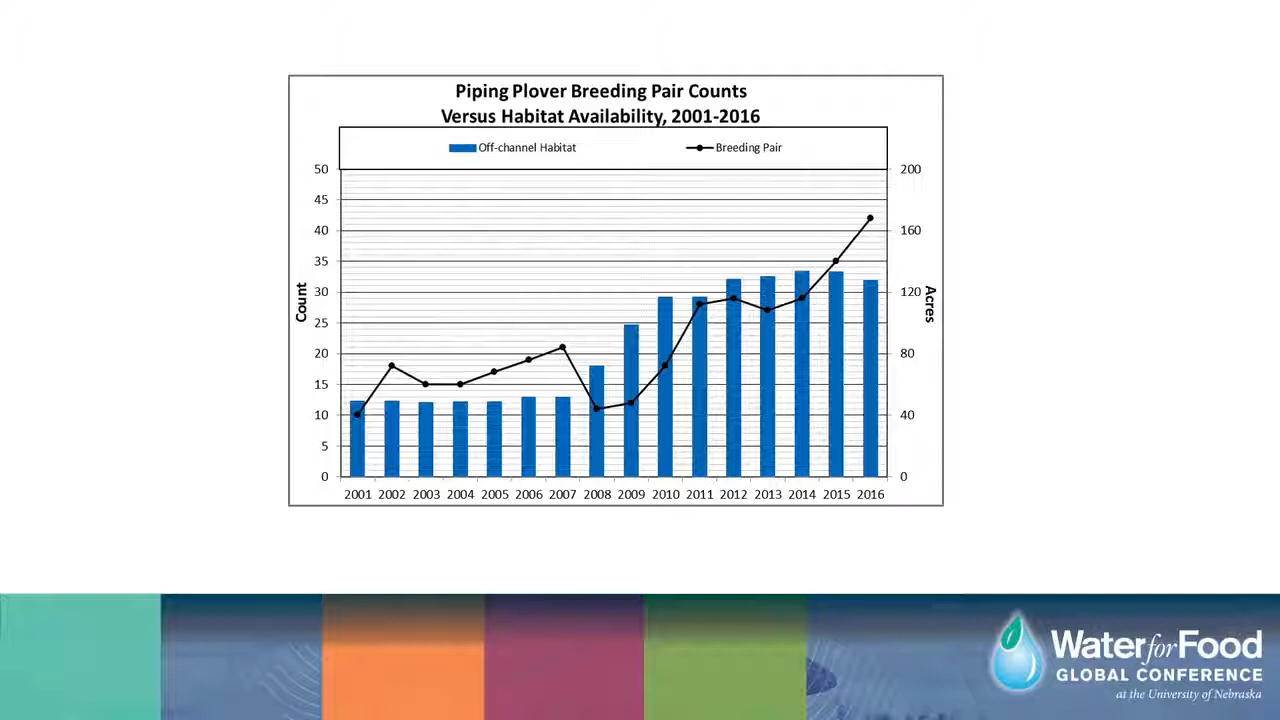 Piping Plover Breeding Pair Counts
Versus Habitat Availability, 2001-2016
Off-channel Habitat Breeding Pair
50 200
45
40 160
35
30 120
25
20 80
15
10 40
5
0 0
Count
Acres
2001 2002 2003 2004 2005 2006 2007 2008 2009 2010 2011 2012 2013 2014 2015 2016
Water for Food
GLOBAL CONFERENCE
at the University of Nebraska